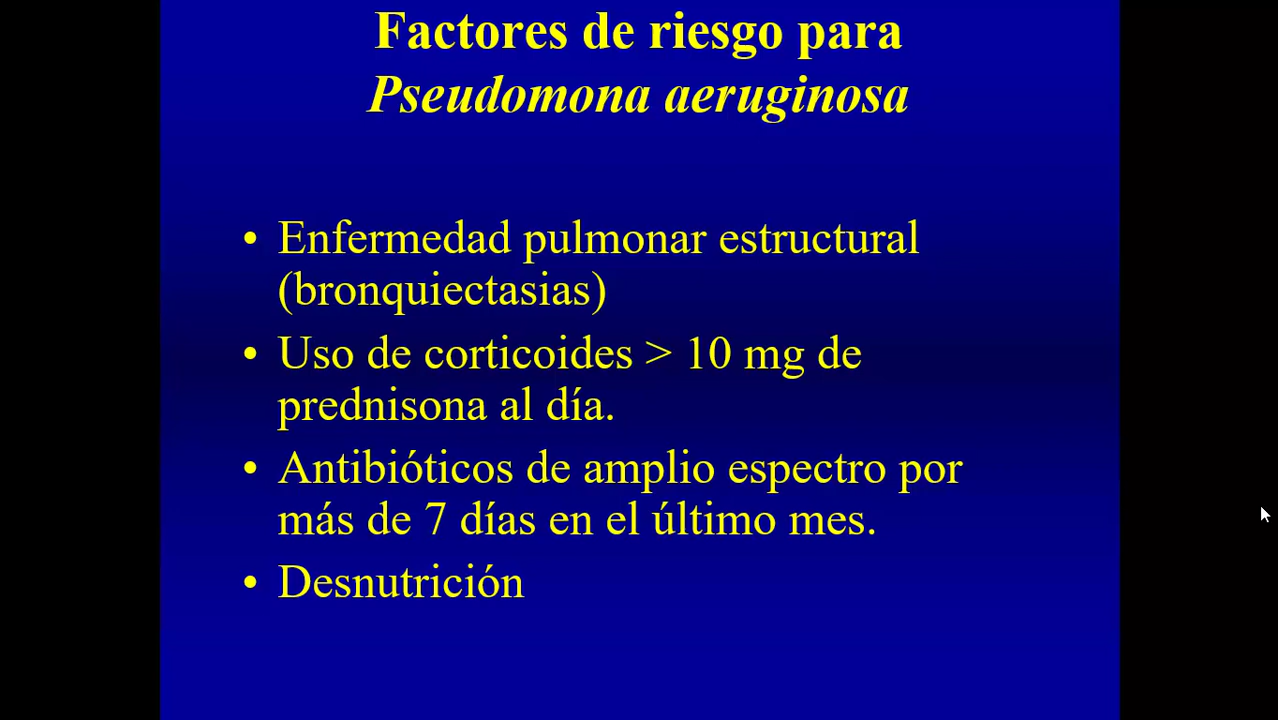 Factores de riesgo para
Pseudomona aeruginosa
• Enfermedad pulmonar estructural
(bronquiectasias)
• Uso de corticoides > 10 mg de
prednisona al día.
• Antibióticos de amplio espectro por
más de 7 días en el último mes.
• Desnutrición